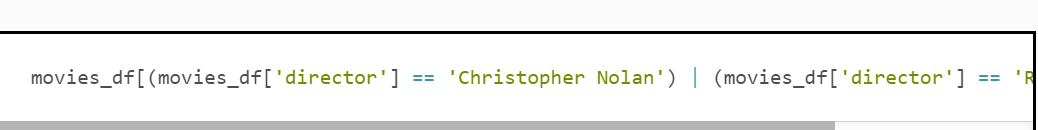 movies_df[(movies_df['director'] == 'Christopher Nolan') | (movies_df['director'] == 'R